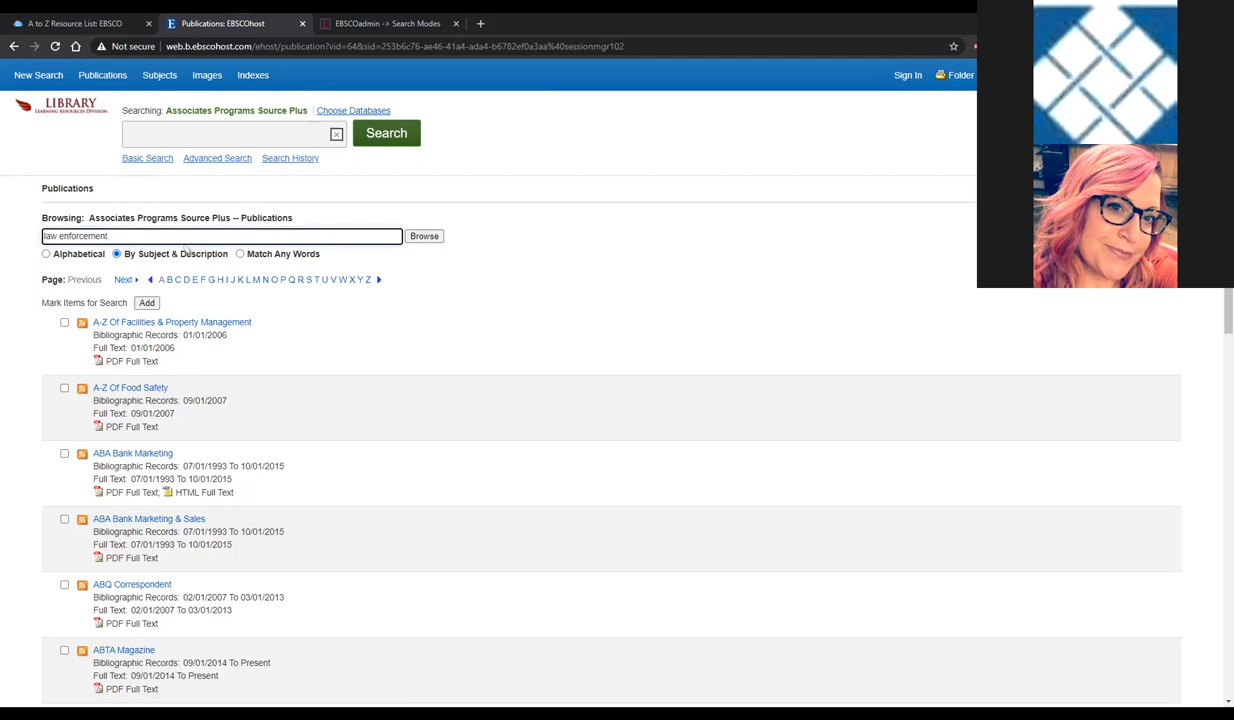 A to Z Resource List: EBSCO
Publications: EBSCOhost
EBSCOadmin -> Search Modes
Not secure | web.b.ebscohost.com/ehost/publication?vid=64&sid=253b6c76-ae46-41a4-ada4-b6782ef0a3aa%40sessionmgr102
New Search Publications Subjects Images Indexes Sign In Folder
LIBRARY
LEARNING RESOURCES DIVISION
Searching: Associates Programs Source Plus | Choose Databases
Search
Basic Search Advanced Search Search History
Publications
Browsing: Associates Programs Source Plus -- Publications
law enforcement Browse
Alphabetical By Subject & Description Match Any Words
Page: Previous Next A B C D E F G H I J K L M N O P Q R S T U V W X Y Z
Mark Items for Search Add
A-Z Of Facilities & Property Management
Bibliographic Records: 01/01/2006
Full Text: 01/01/2006
PDF Full Text
A-Z Of Food Safety
Bibliographic Records: 09/01/2007
Full Text: 09/01/2007
PDF Full Text
ABA Bank Marketing
Bibliographic Records: 07/01/1993 To 10/01/2015
Full Text: 07/01/1993 To 10/01/2015
PDF Full Text; HTML Full Text
ABA Bank Marketing & Sales
Bibliographic Records: 07/01/1993 To 10/01/2015
Full Text: 07/01/1993 To 10/01/2015
PDF Full Text
ABQ Correspondent
Bibliographic Records: 02/01/2007 To 03/01/2013
Full Text: 02/01/2007 To 03/01/2013
PDF Full Text
ABTA Magazine
Bibliographic Records: 09/01/2014 To Present
Full Text: 09/01/2014 To Present
PDF Full Text